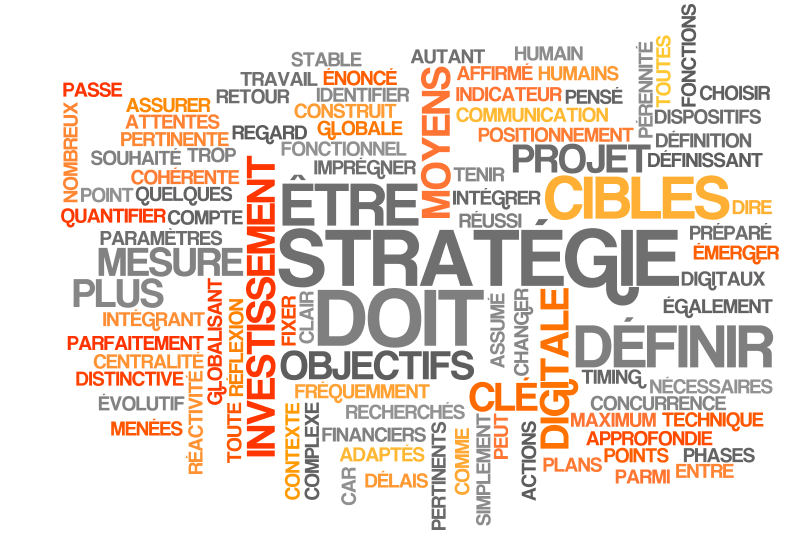 STABLE
AUTANT
HUMAIN
PASSE
TRAVAIL
ÉNONCÉ
MOYENS
AFFIRMÉ
HUMAINS
PÉRENNITÉ
TOUTES
FONCTIONS
NOMBREUX
ASSURER
RETOUR
IDENTIFIER
INDICATEUR
PENSÉ
CHOISIR
ATTENTES
CONSTRUIT
COMMUNICATION
DISPOSITIFS
PERTINENTE
REGARD
GLOBALE
POSITIONNEMENT
DÉFINITION
SOUHAITÉ
TROP
FONCTIONNEL
PROJET
DÉFINISSANT
COHÉRENTE
IMPRÉGNER
TENIR
POINT
QUELQUES
INVESTISSEMENT
ÊTRE
INTÉGRER
CIBLES
DIRE
QUANTIFIER
COMPTE
RÉUSSI
PARAMÈTRES
STRATÉGIE
PRÉPARÉ
MESURE
ÉMERGER
PLUS
DIGITAUX
GLOBALISANT
RÉFLEXION
FIXER
CLAIR
DOIT
ASSUMÉ
CHANGER
DIGITALE
ÉGALEMENT
INTÉGRANT
PARFAITEMENT
DÉFINIR
CENTRALITÉ
OBJECTIFS
DISTINCTIVE
RÉACTIVITÉ
TIMING
NÉCESSAIRES
FRÉQUEMMENT
CLÉ
ÉVOLUTIF
TOUTE
CONTEXTE
COMPLEXE
RECHERCHÉS
CONCURRENCE
MENÉES
FINANCIERS
PERTINENTS
COMME
SIMPLEMENT
PEUT
ACTIONS
MAXIMUM
TECHNIQUE
APPROFONDIE
ADAPTÉS
POINTS
PHASES
CAR
DÉLAIS
PLANS
PARMI
ENTRE